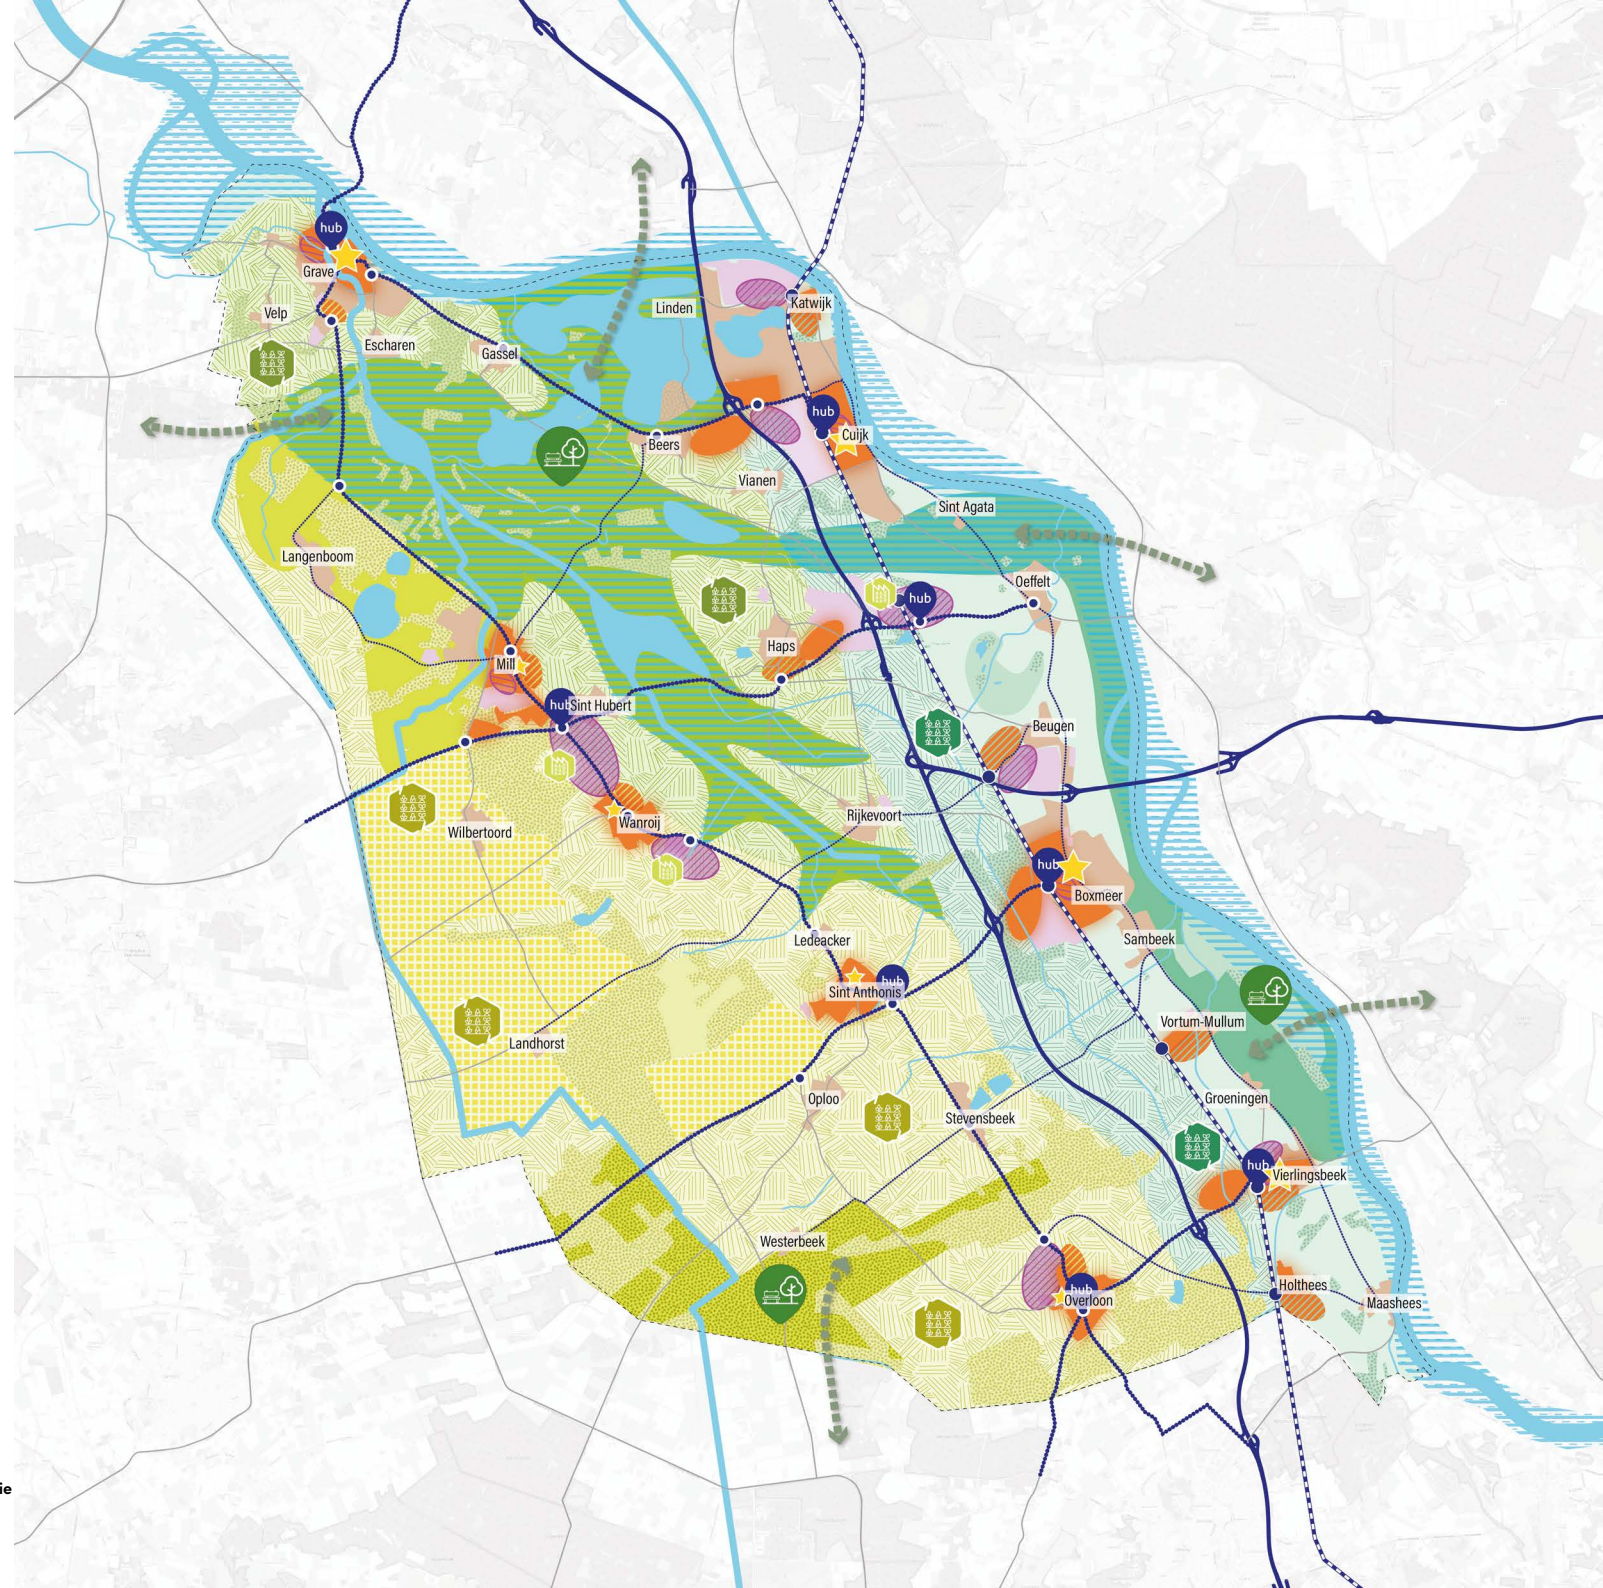 hub
Grave
Velp
Escharen
Gassel
Linden
Katwijk
hub
Cuijk
Beers
Vianen
Sint Agata
Langenboom
Oeffelt
hub
Haps
Mill
hub
Sint Hubert
Beugen
Wilbertoord
Wanroij
Rijkevoort
hub
Boxmeer
Ledeacker
Sambeek
hub
Sint Anthonis
Landhorst
Vortum-Mullum
Oploo
Stevensbeek
Groeningen
hub
Vierlingsbeek
Westerbeek
hub
Overloon
Holthees
Maashees
ie